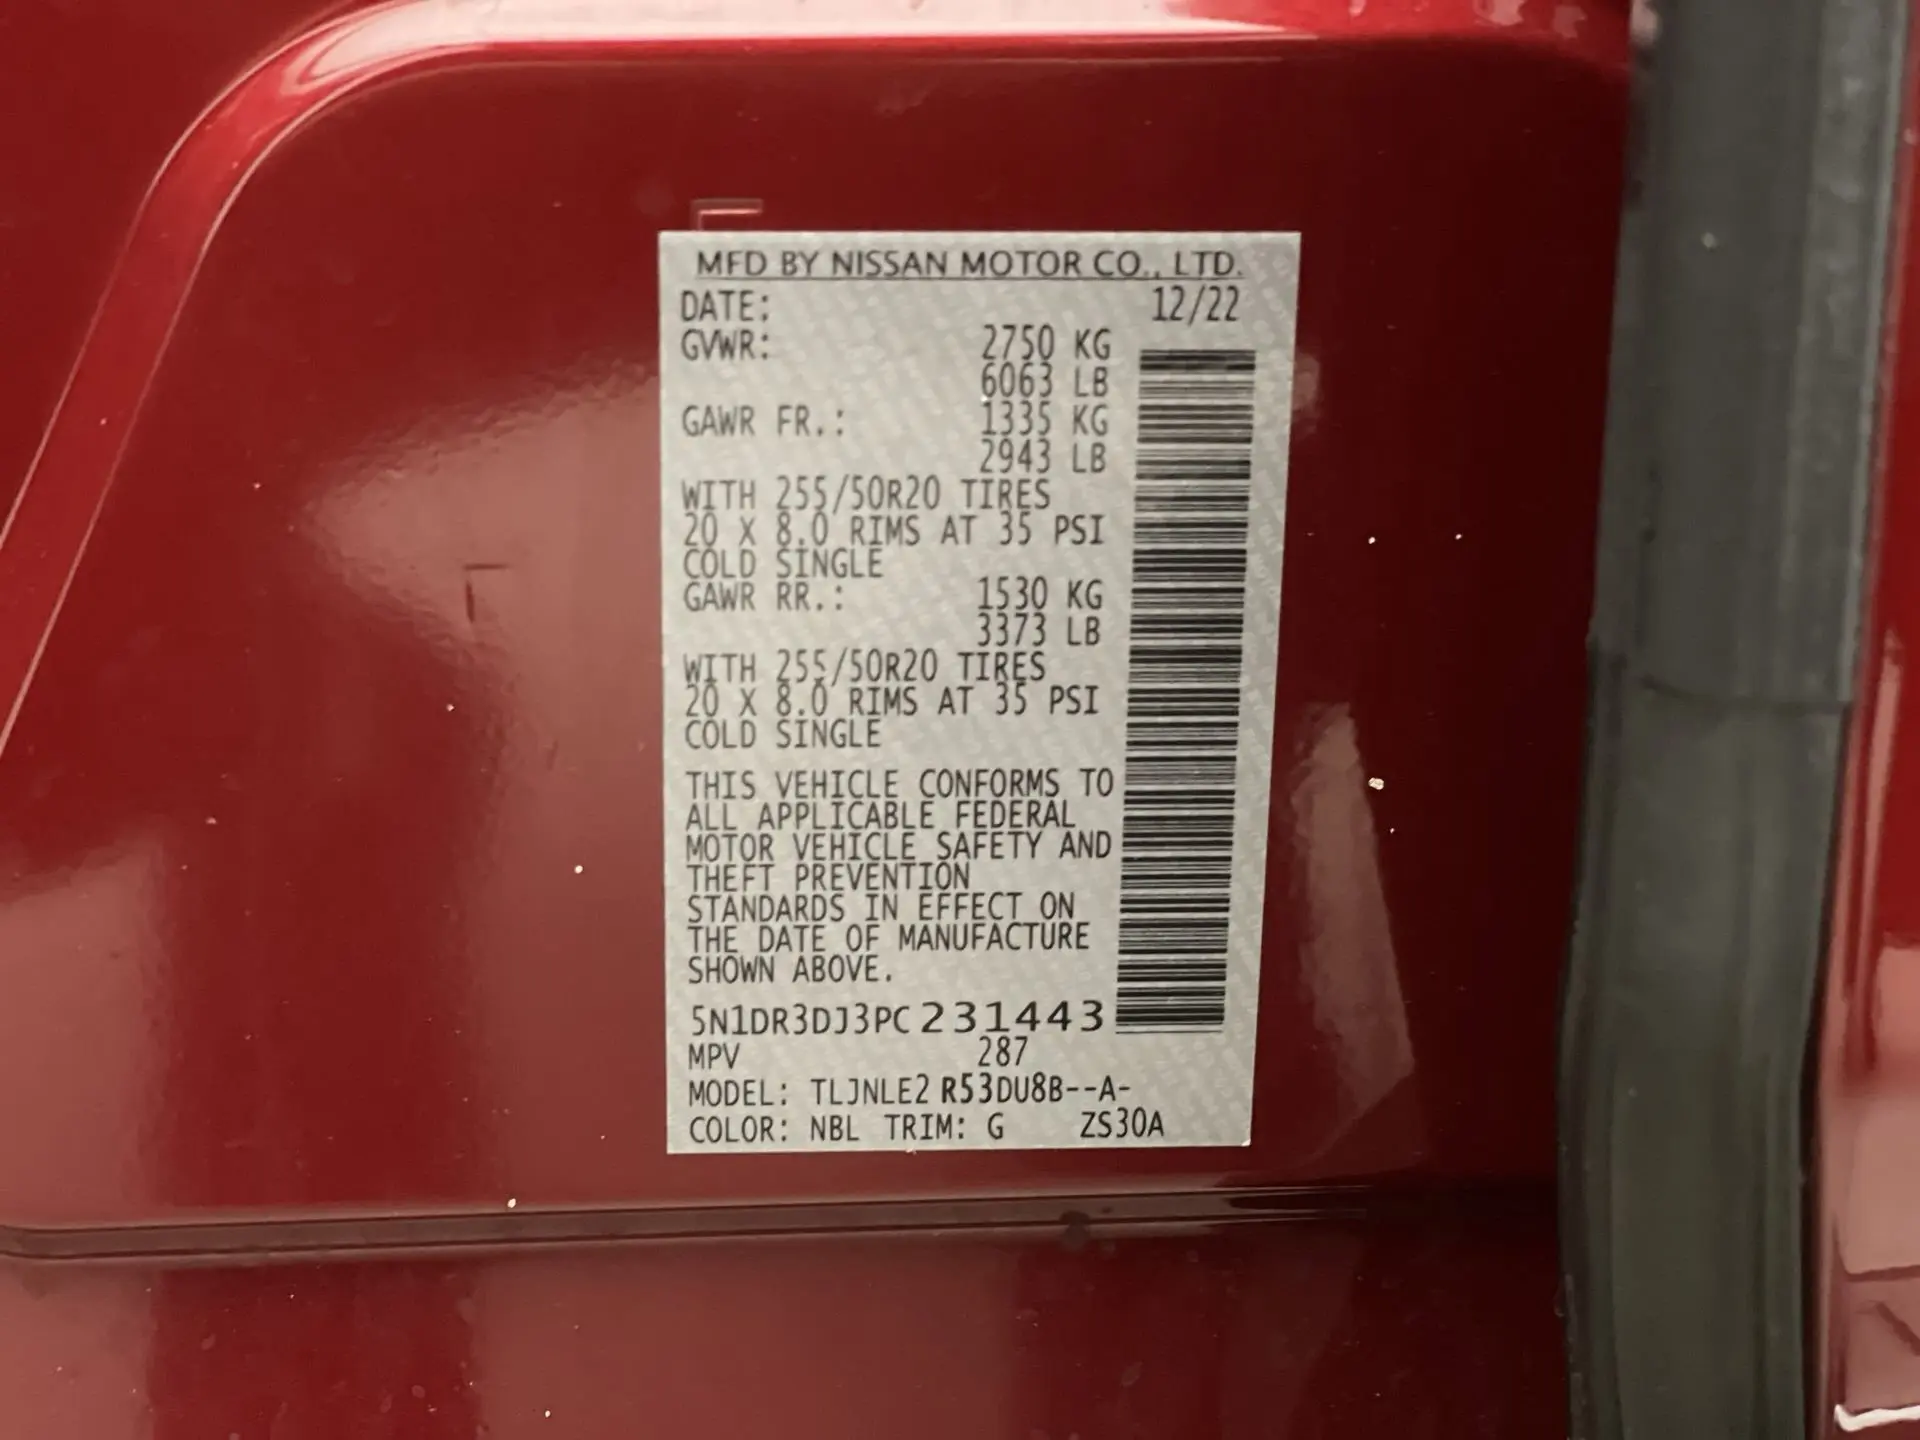 MFD BY NISSAN MOTOR CO., LTD.
DATE: 12/22
GVWR: 2750 KG
6063 LB
GAWR FR.: 1335 KG
2943 LB
WITH 255/50R20 TIRES
20 X 8.0 RIMS AT 35 PSI
COLD SINGLE
GAWR RR.: 1530 KG
3373 LB
WITH 255/50R20 TIRES
20 X 8.0 RIMS AT 35 PSI
COLD SINGLE
THIS VEHICLE CONFORMS TO
ALL APPLICABLE FEDERAL
MOTOR VEHICLE SAFETY AND
THEFT PREVENTION
STANDARDS IN EFFECT ON
THE DATE OF MANUFACTURE
SHOWN ABOVE.
5N1DR3DJ3PC231443
MPV 287
MODEL: TLJNLE2 R53DU8B--A-
COLOR: NBL TRIM: G ZS30A